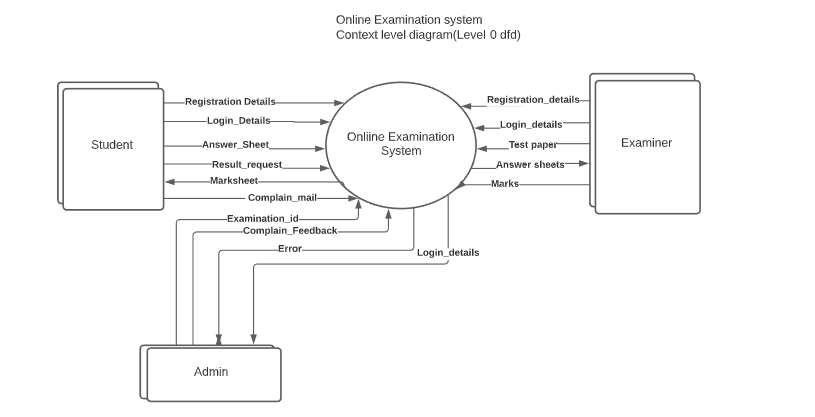 Online Examination system
Context level diagram(Level 0 dfd)
Student
Registration Details
Login_Details
Answer_Sheet
Result_request
Marksheet
Complain_mail
Onliine Examination
System
Registration_details
Login_details
Test paper
Answer sheets
Marks
Examiner
Examination_id
Complain_Feedback
Error
Login_details
Admin